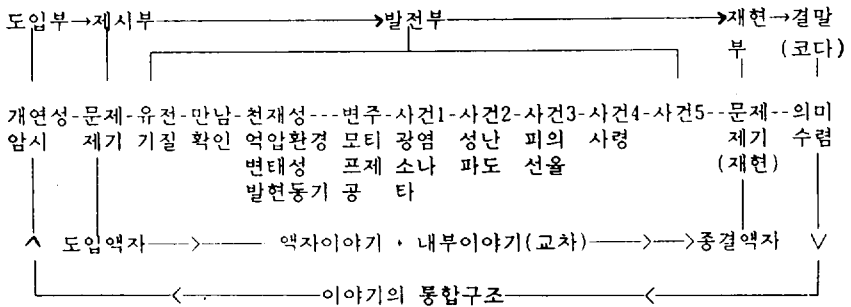 도입부→제시부→발전부→재현→결말
부 (코다)
개연성-문제-유전-만남-천재성---변주-사건1-사건2-사건3-사건4-사건5--문제--의미
암시 제기 기질 확인 억압환경 모티 광염 성난 피의 사령 제기 수렴
변태성 프제 소나 파도 선율 (재현)
발현동기 공 타
도입액자 액자이야기·내부이야기(교차) 종결액자
이야기의 통합구조